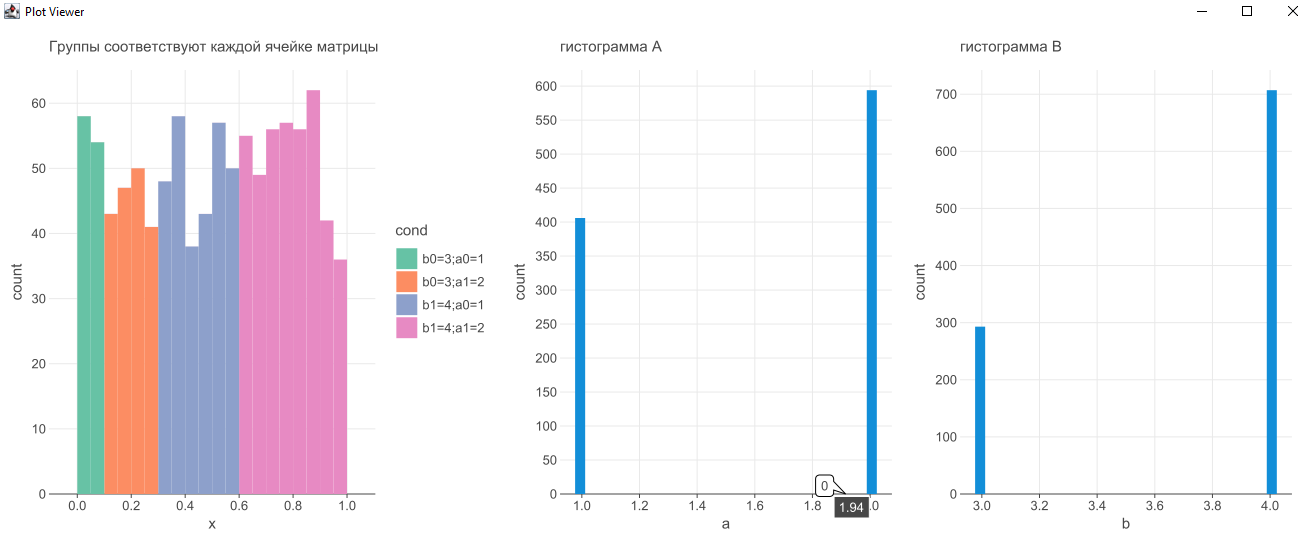 Plot Viewer
Группы соответствуют каждой ячейке матрицы
60
50
40
30
20
10
0
count
0.0 0.2 0.4 0.6 0.8 1.0
x
cond
b0=3;a0=1
b0=3;a1=2
b1=4;a0=1
b1=4;a1=2
гистограмма A
600
550
500
450
400
350
300
250
200
150
100
50
0
count
0
1.0 1.2 1.4 1.6 1.8 .0
1.94
a
гистограмма B
700
600
500
400
300
200
100
0
count
3.0 3.2 3.4 3.6 3.8 4.0
b